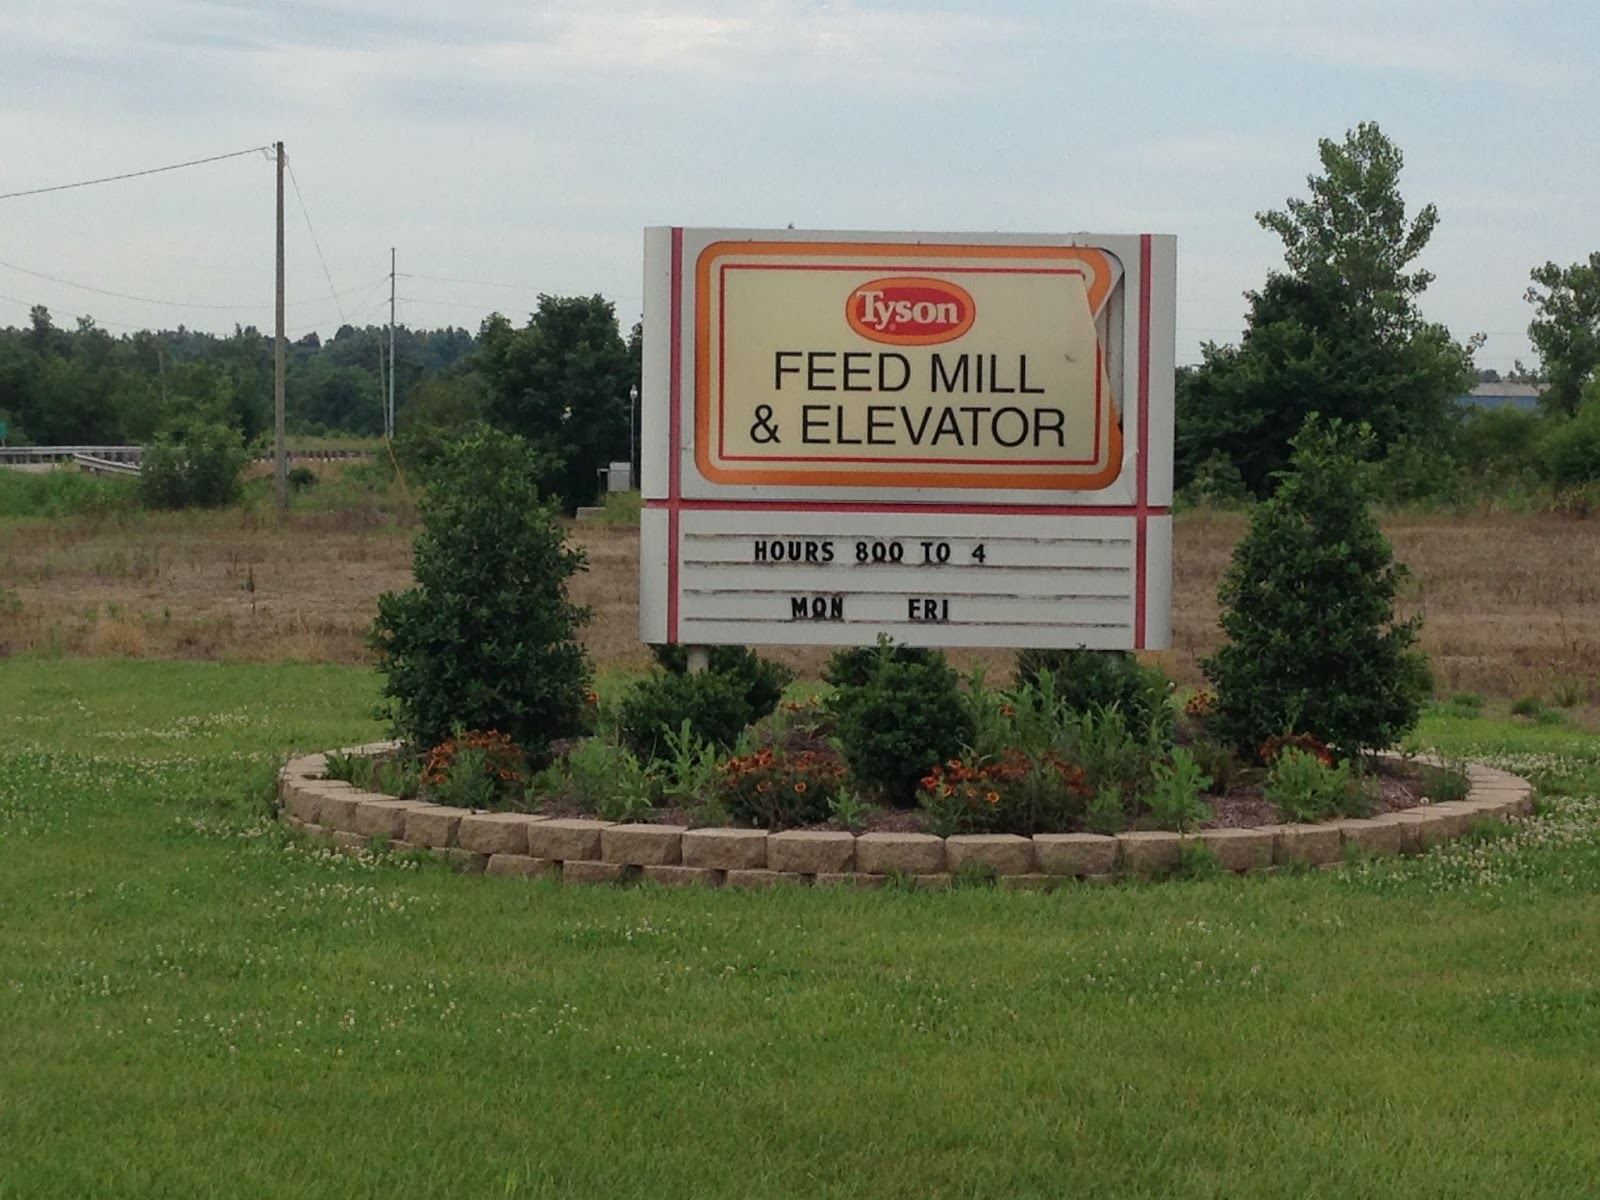 Tyson
FEED MILL
& ELEVATOR
HOURS 800 TO 4
MON FRI